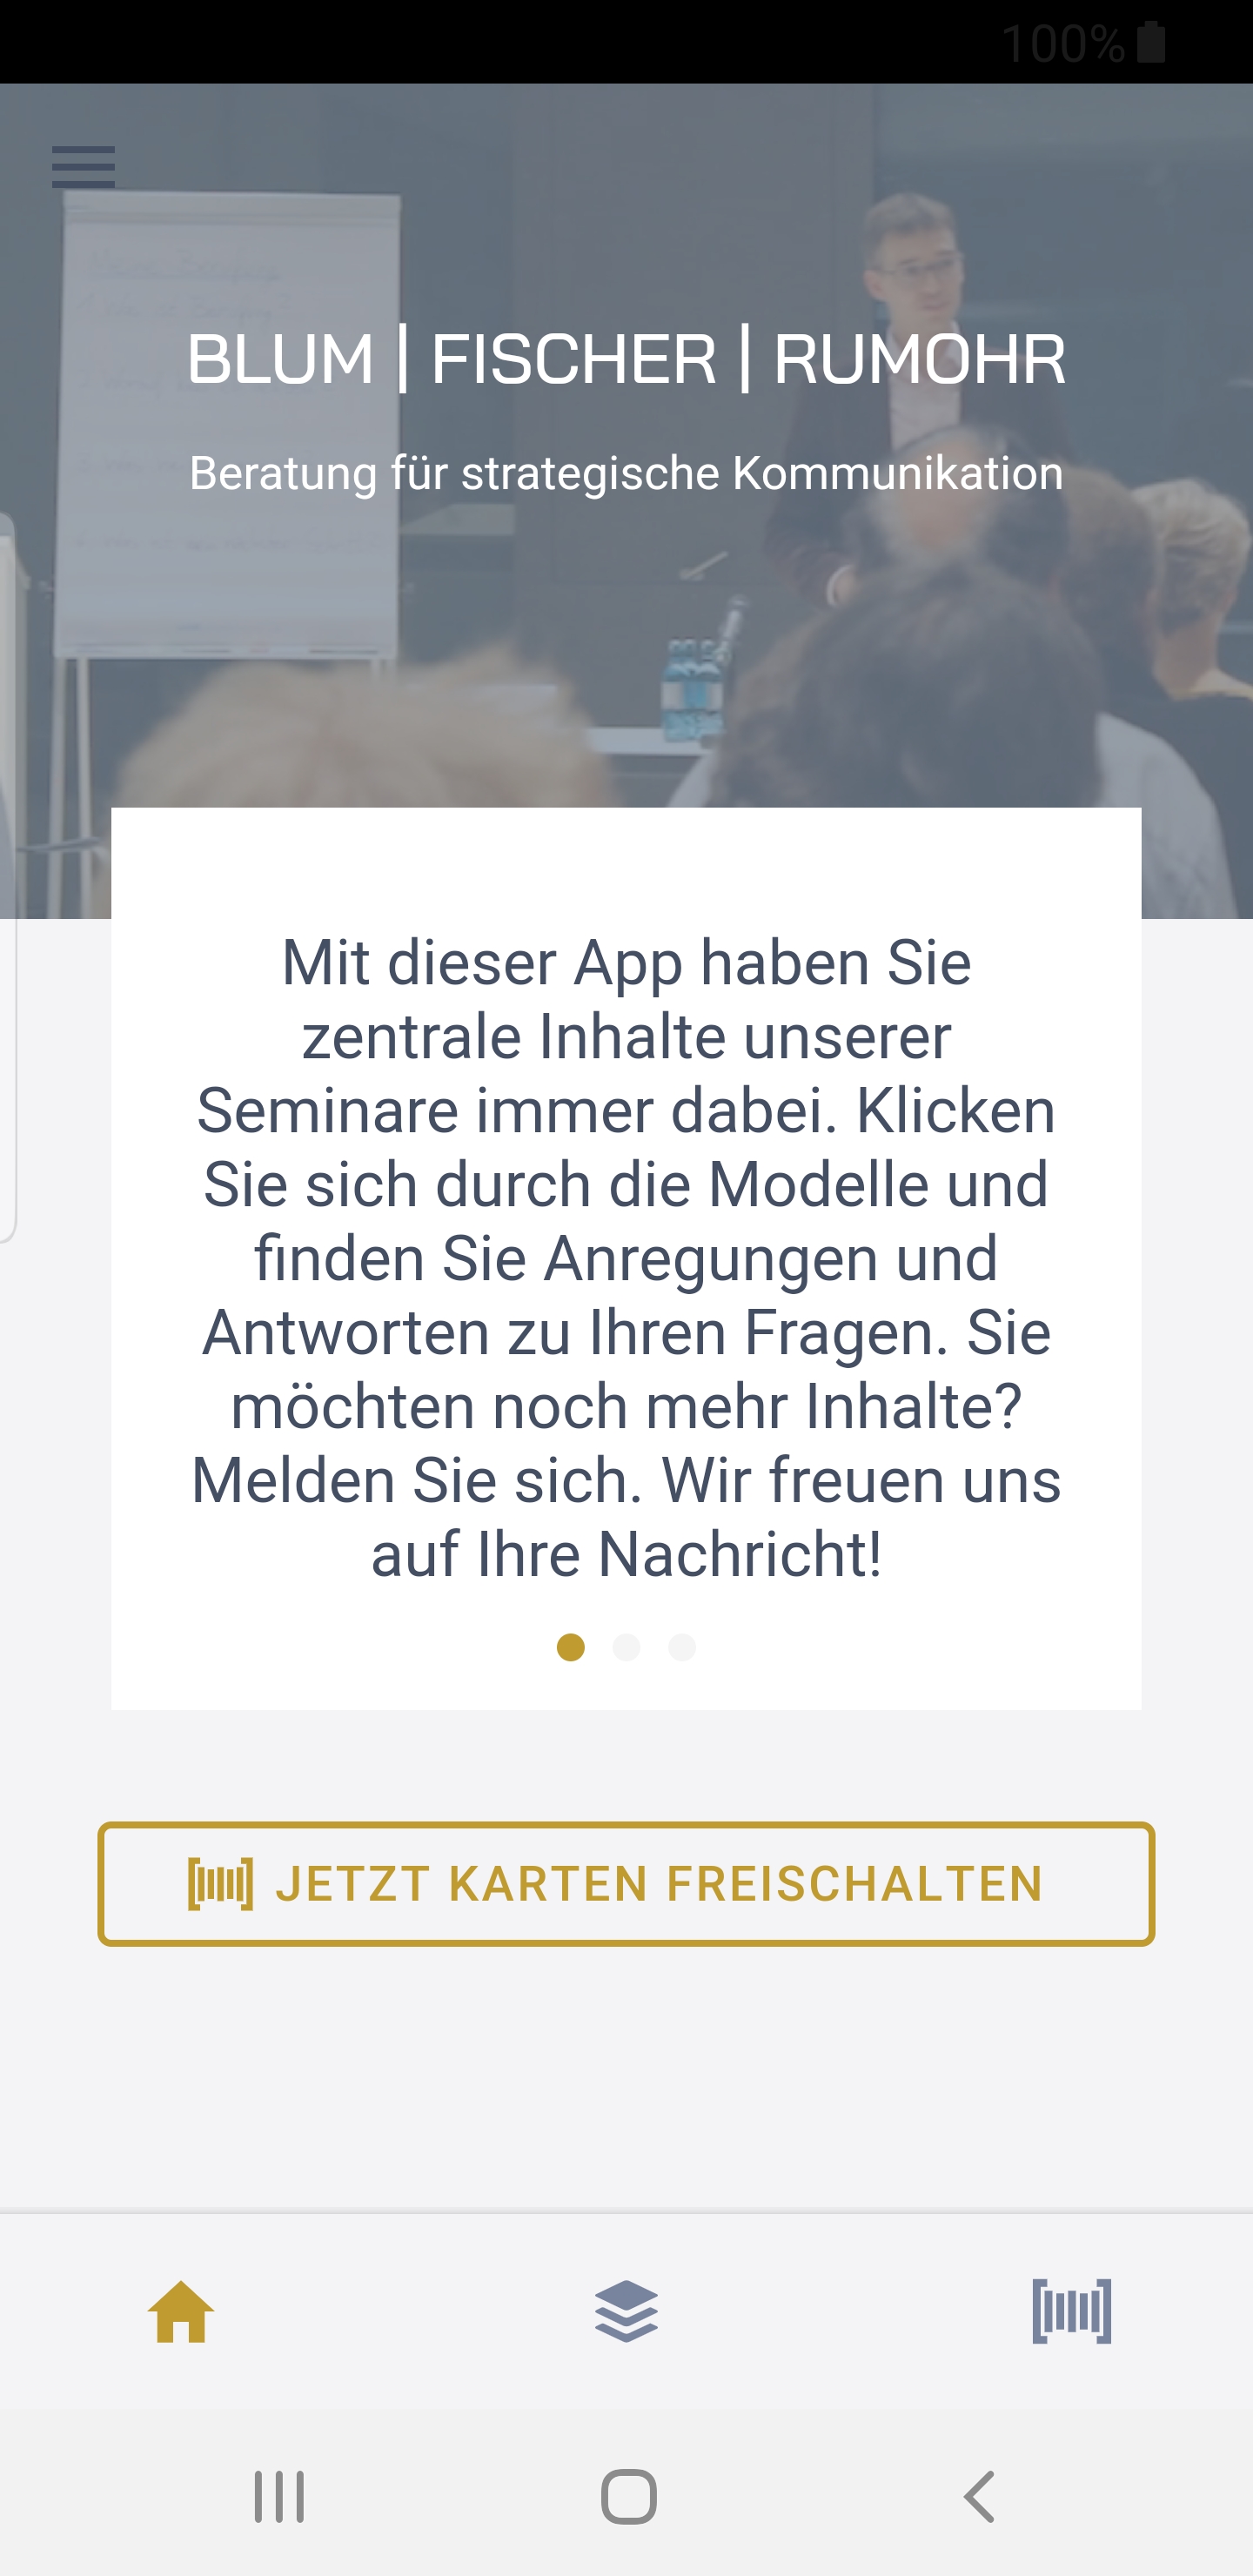 100%
BLUM | FISCHER | RUMOHR
Beratung für strategische Kommunikation
Mit dieser App haben Sie
zentrale Inhalte unserer
Seminare immer dabei. Klicken
Sie sich durch die Modelle und
finden Sie Anregungen und
Antworten zu Ihren Fragen. Sie
möchten noch mehr Inhalte?
Melden Sie sich. Wir freuen uns
auf Ihre Nachricht!
JETZT KARTEN FREISCHALTEN